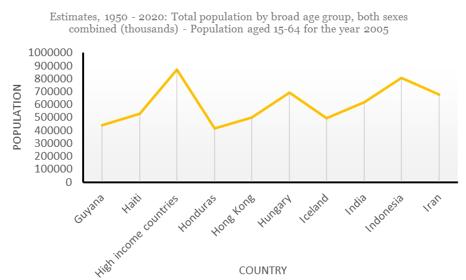 Estimates, 1950 - 2020: Total population by broad age group, both sexes
combined (thousands) - Population aged 15-64 for the year 2005
POPULATION
1000000
900000
800000
700000
600000
500000
400000
300000
200000
100000
0
Guyana
Haiti
High income countries
Honduras
Hong Kong
Hungary
Iceland
India
Indonesia
Iran
COUNTRY